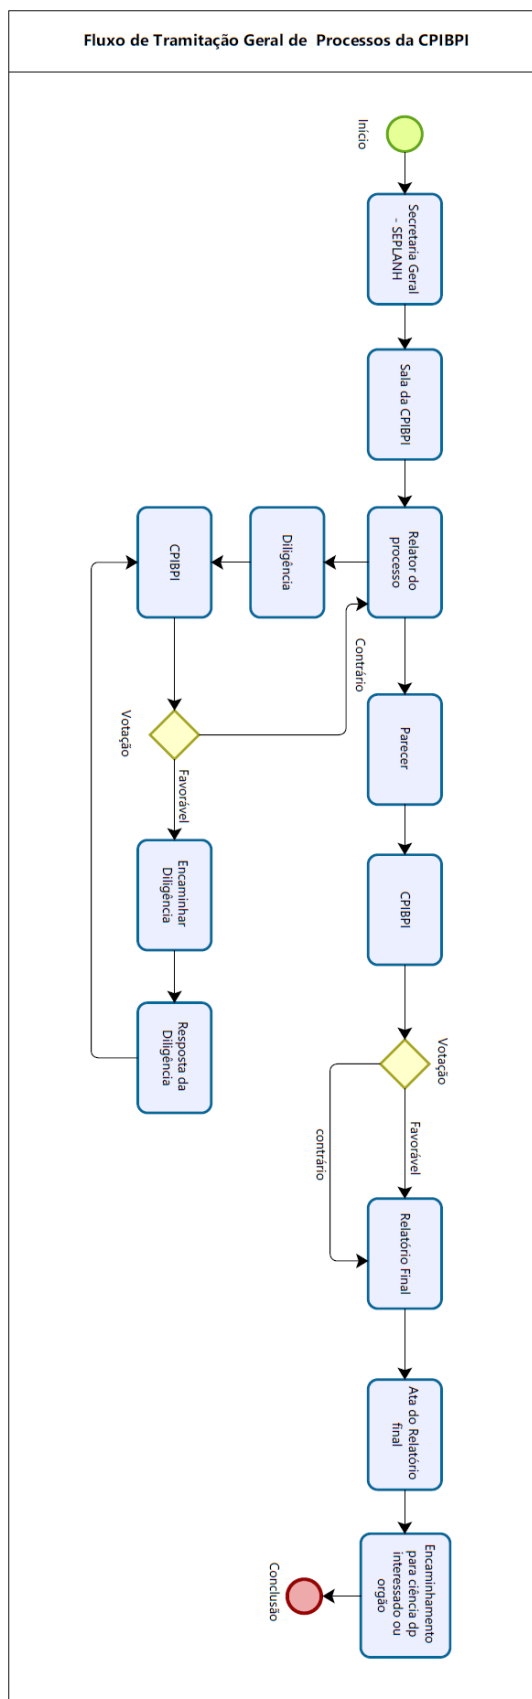 Fluxo de Tramitação Geral de Processos da CPIBPI
Início
Secretaria Geral
- SEPLANH
Sala da CPIBPI
Relator do
processo
Diligência
CPIBPI
Contrário
Votação
Favorável
Encaminhar
Diligência
Resposta da
Diligência
Parecer
CPIBPI
Votação
Favorável
contrário
Relatório Final
Ata do Relatório
final
Encaminhamento
para ciência dp
interessado ou
orgão
Conclusão